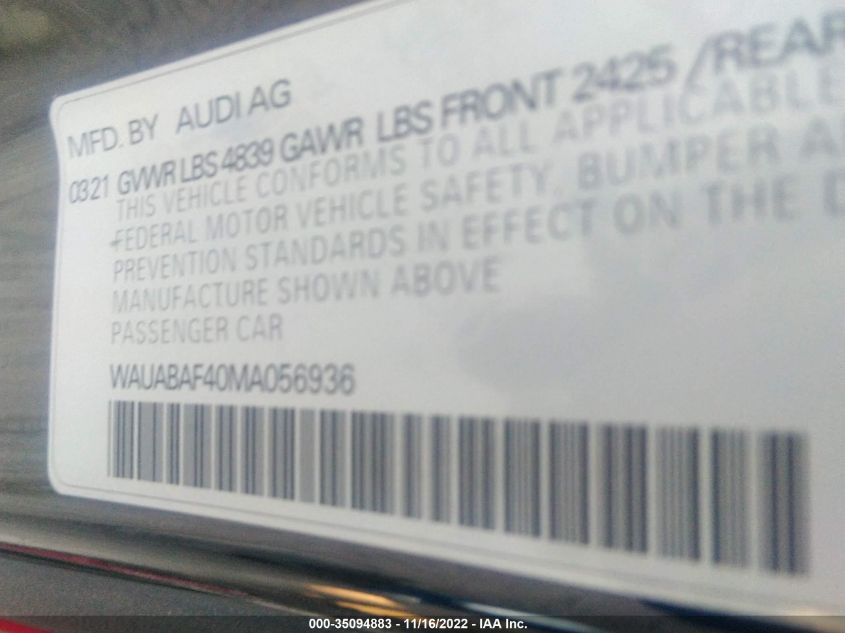 MFD. BY AUDI AG
0321 GVWR LBS 4839 GAWR LBS FRONT 2425 /REAR
THIS VEHICLE CONFORMS TO ALL APPLICABLE
FEDERAL MOTOR VEHICLE SAFETY, BUMPER A
PREVENTION STANDARDS IN EFFECT ON THE D
MANUFACTURE SHOWN ABOVE
PASSENGER CAR
WAUABAF40MA056936
000-35094883 - 11/16/2022 - IAA Inc.